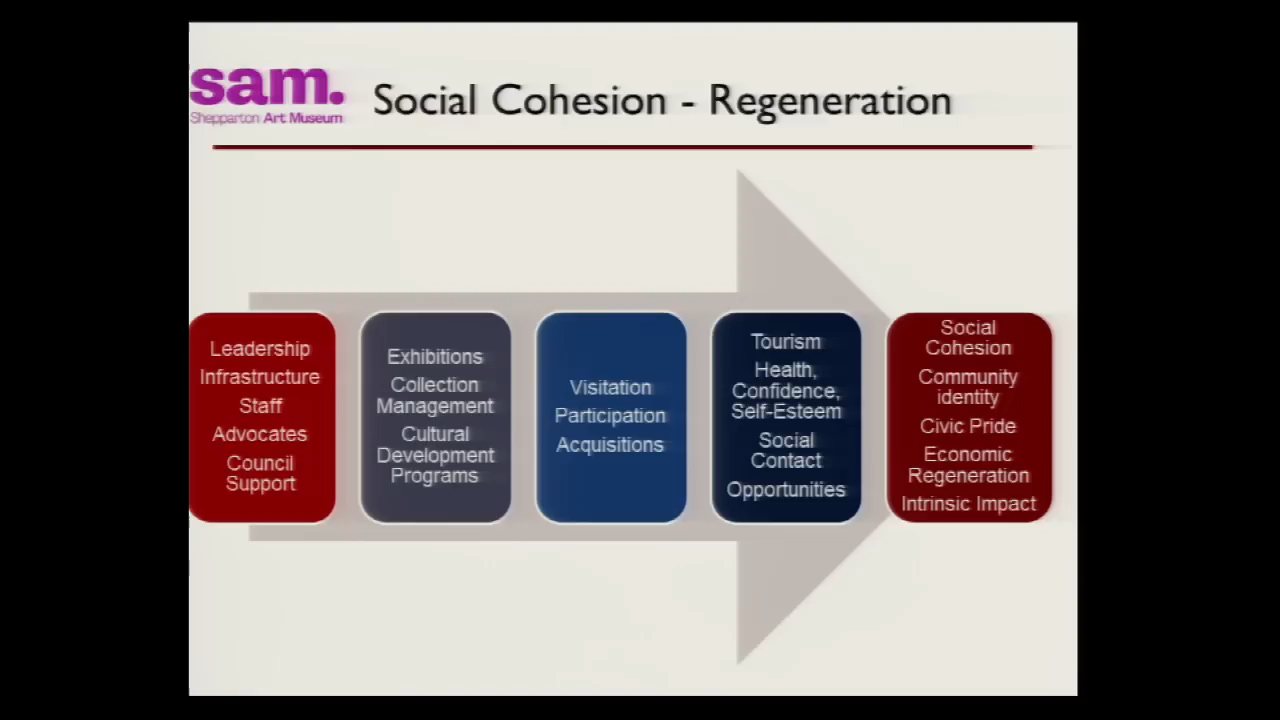 sam.
Shepparton Art Museum
Social Cohesion - Regeneration
Leadership
Infrastructure
Staff
Advocates
Council
Support
Exhibitions
Collection
Management
Cultural
Development
Programs
Visitation
Participation
Acquisitions
Tourism
Health,
Confidence,
Self-Esteem
Social
Contact
Opportunities
Social
Cohesion
Community
identity
Civic Pride
Economic
Regeneration
Intrinsic Impact